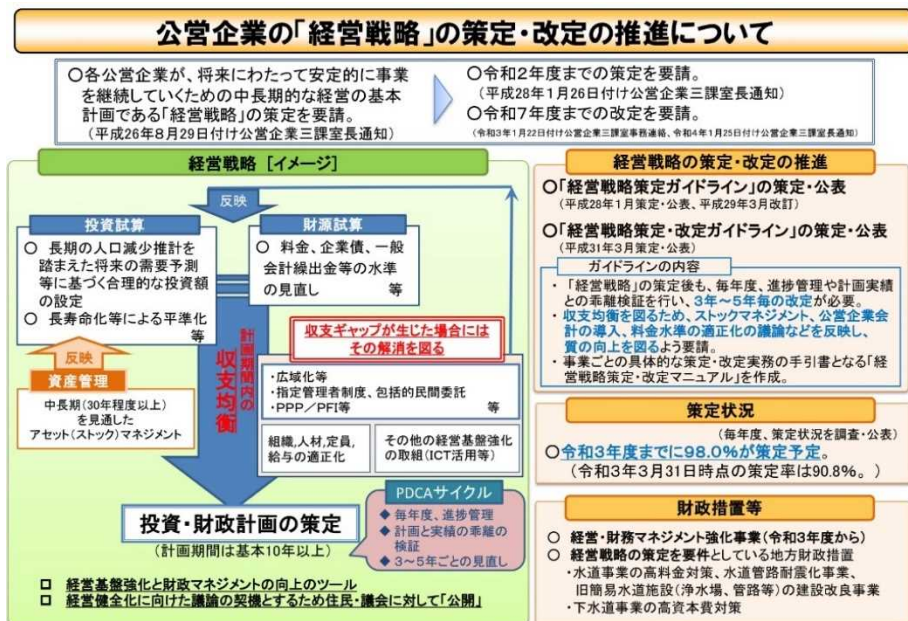 公営企業の「経営戦略」の策定・改定の推進について
○各公営企業が、将来にわたって安定的に事業
を継続していくための中長期的な経営の基本
計画である「経営戦略」の策定を要請。
(平成26年8月29日付け公営企業三課室長通知)
○令和2年度までの策定を要請。
(平成28年1月26日付け公営企業三課室長通知)
○令和7年度までの改定を要請。
(令和3年1月22日付け公営企業三課室事務連絡、令和4年1月25日付け公営企業三課室長通知)
経営戦略 [イメージ]
反映
投資試算
○ 長期の人口減少推計を
踏まえた将来の需要予測
等に基づく合理的な投資額
の設定
○ 長寿命化等による平準化
等
財源試算
○ 料金、企業債、一般
会計繰出金等の水準
の見直し 等
反映
資産管理
中長期(30年程度以上)
を見通した
アセット(ストック)マネジメント
計画期間内の
収支均衡
収支ギャップが生じた場合には
その解消を図る
・広域化等
・指定管理者制度、包括的民間委託
・PPP/PFI等 等
組織,人材,定員,
給与の適正化
その他の経営基盤強化
の取組(ICT活用等)
投資・財政計画の策定
(計画期間は基本10年以上)
PDCAサイクル
◆ 毎年度、進捗管理
◆ 計画と実績の乖離の
検証
◆ 3~5年ごとの見直し
□ 経営基盤強化と財政マネジメントの向上のツール
□ 経営健全化に向けた議論の契機とするため住民・議会に対して「公開」
経営戦略の策定・改定の推進
○「経営戦略策定ガイドライン」の策定・公表
(平成28年1月策定・公表、平成29年3月改訂)
○「経営戦略策定・改定ガイドライン」の策定・公表
(平成31年3月策定・公表)
ガイドラインの内容
・ 「経営戦略」の策定後も、毎年度、進捗管理や計画実績
との乖離検証を行い、3年~5年毎の改定が必要。
・ 収支均衡を図るため、ストックマネジメント、公営企業会
計の導入、料金水準の適正化の議論などを反映し、
質の向上を図るよう要請。
・ 事業ごとの具体的な策定・改定実務の手引書となる「経
営戦略策定・改定マニュアル」を作成。
策定状況
(毎年度、策定状況を調査・公表)
○令和3年度までに98.0%が策定予定。
(令和3年3月31日時点の策定率は90.8%。)
財政措置等
○ 経営・財務マネジメント強化事業(令和3年度から)
○ 経営戦略の策定を要件としている地方財政措置
・水道事業の高料金対策、水道管路耐震化事業、
旧簡易水道施設(浄水場、管路等)の建設改良事業
・下水道事業の高資本費対策